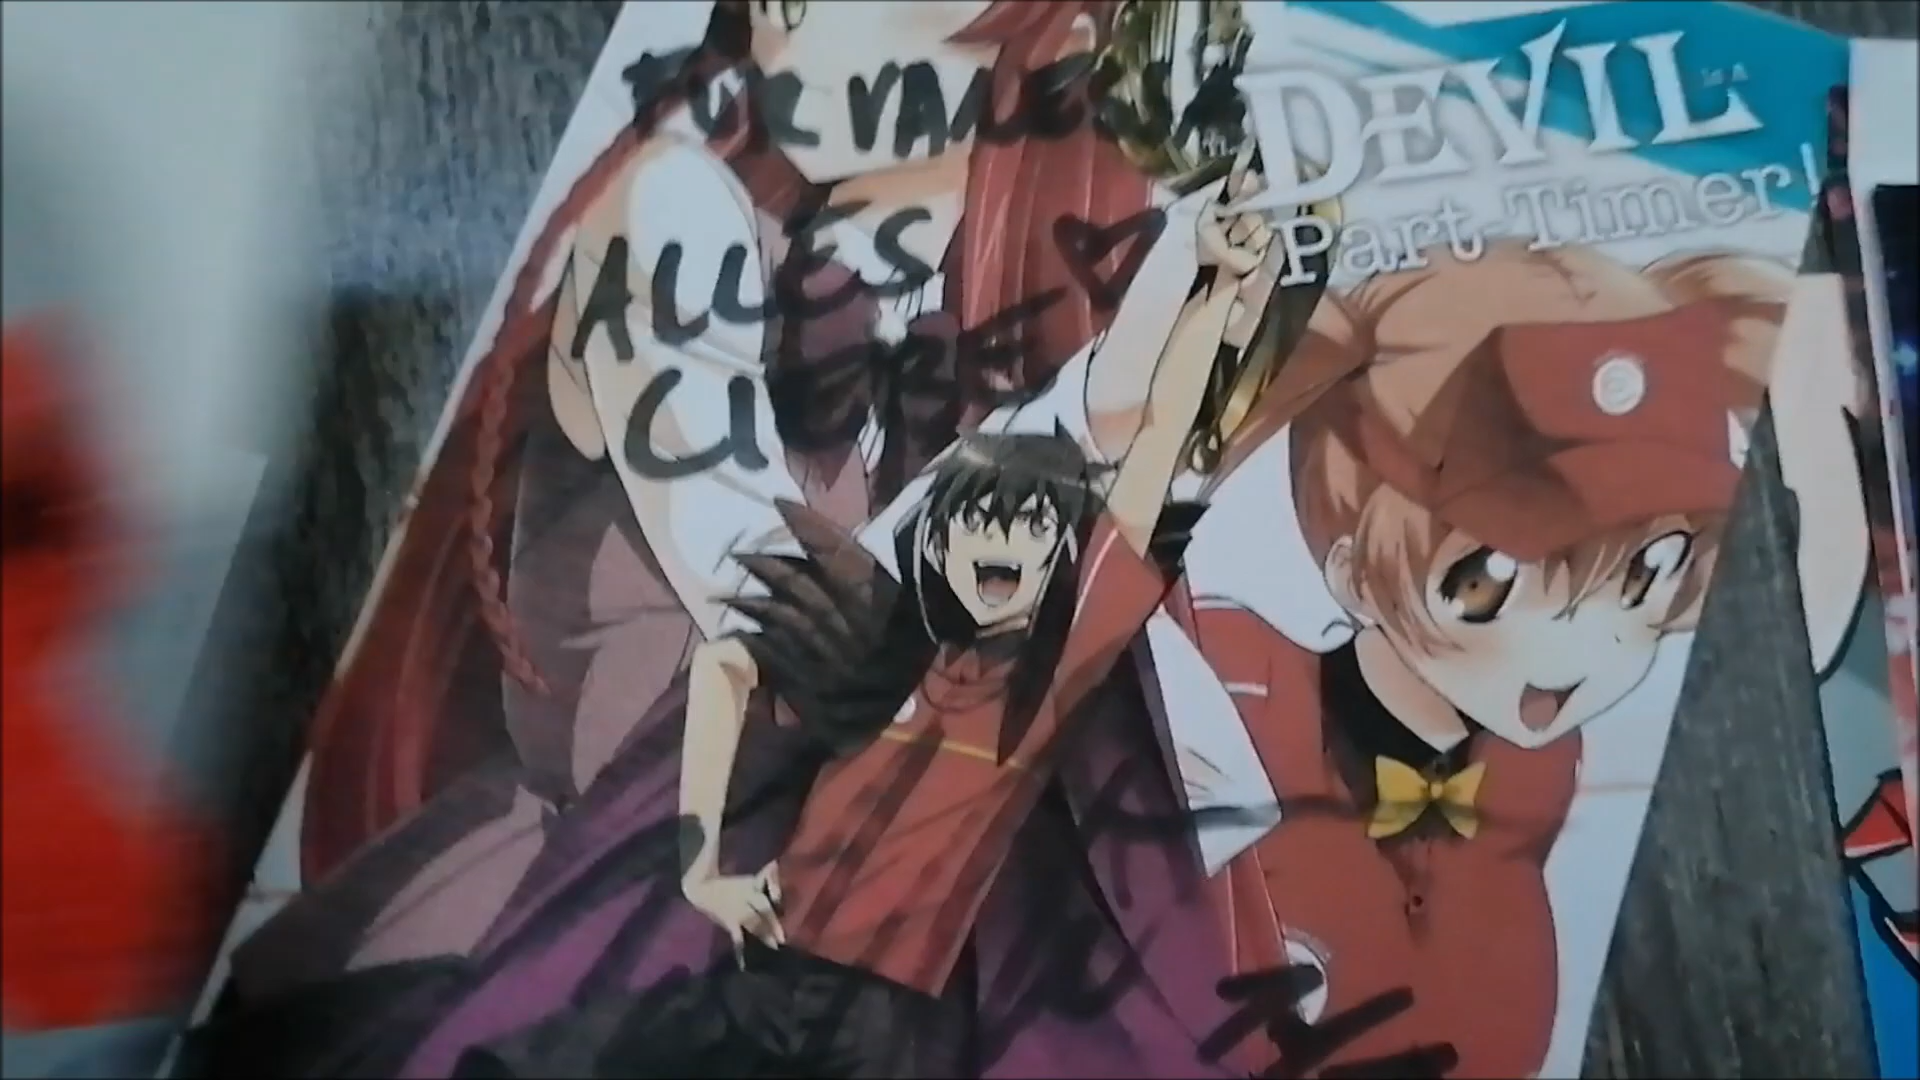 THE
DEVIL
IS A
Part-Timer!
FÜR VANESSA
ALLES
LIEBE